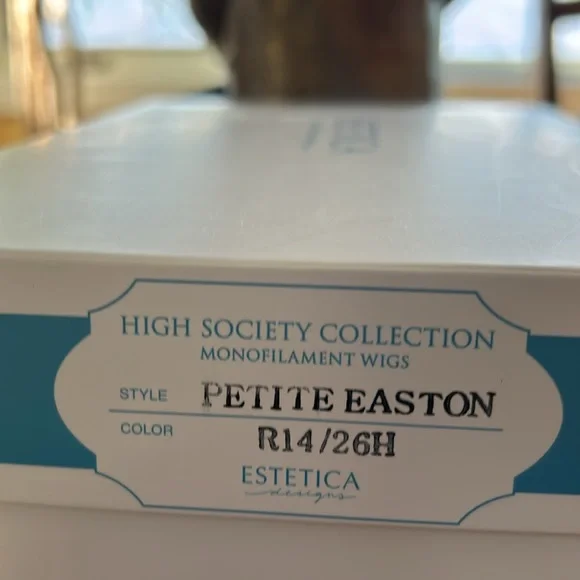 HIGH SOCIETY COLLECTION
MONOFILAMENT WIGS
STYLE PETITE EASTON
COLOR R14/26H
ESTETICA
designs